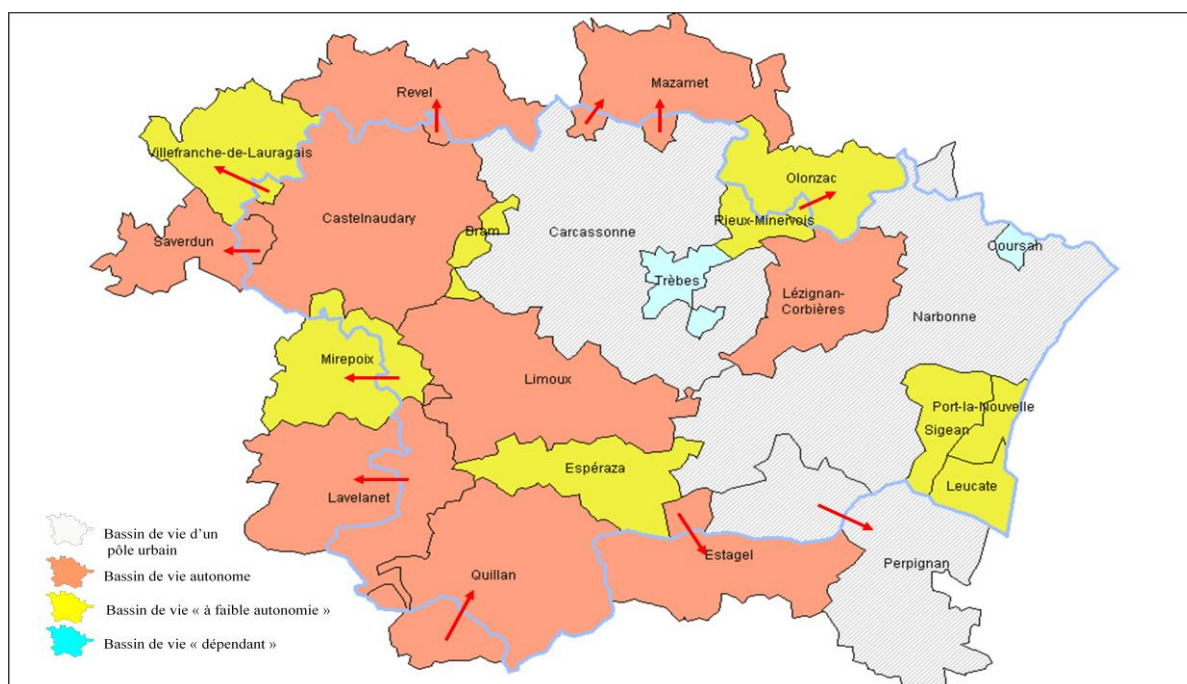 Revel
Mazamet
Villefranche-de-Lauragais
Olonzac
Castelnaudary
Rieux-Minervois
Bram
Carcassonne
Saverdun
Coursan
Trèbes
Lézignan-
Corbières
Narbonne
Mirepoix
Limoux
Port-la-Nouvelle
Sigean
Espéraza
Leucate
Lavelanet
Estagel
Perpignan
Quillan
Bassin de vie d’un
pôle urbain
Bassin de vie autonome
Bassin de vie « à faible autonomie »
Bassin de vie « dépendant »